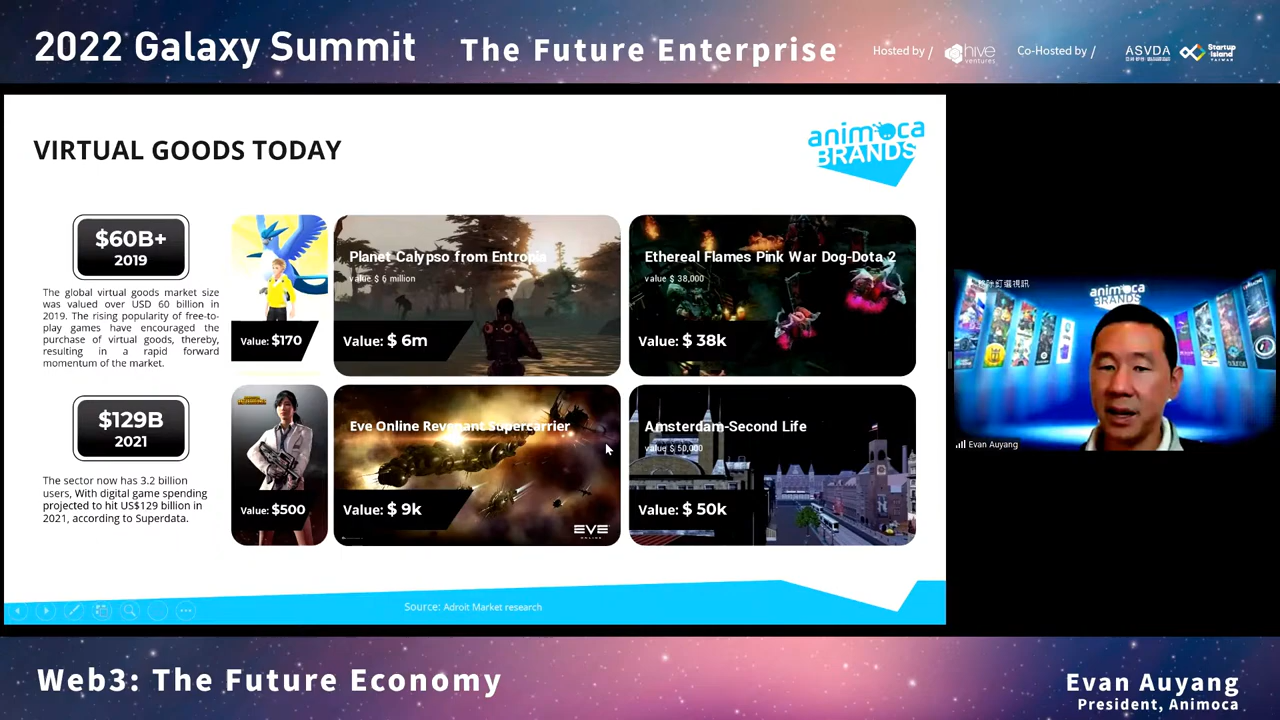 2022 Galaxy Summit
The Future Enterprise
Hosted by /
hive
ventures
Co-Hosted by /
ASVDA
Startup
Island
TAIWAN
VIRTUAL GOODS TODAY
animoca
BRANDS
$60B+
2019
The global virtual goods market size
was valued over USD 60 billion in
2019. The rising popularity of free-to-
play games have encouraged the
purchase of virtual goods, thereby,
resulting in a rapid forward
momentum of the market.
$129B
2021
The sector now has 3.2 billion
users, With digital game spending
projected to hit US$129 billion in
2021, according to Superdata.
Value: $170
Planet Calypso from Entropia
value $ 6 million
Value: $ 6m
Ethereal Flames Pink War Dog-Dota 2
value $ 38,000
Value: $ 38k
Value: $500
Eve Online Revenant Supercarrier
Value: $ 9k
EVE
ONLINE
Amsterdam-Second Life
value $ 50,000
Value: $ 50k
Source: Adroit Market research
animoca
BRANDS
Evan Auyang
Web3: The Future Economy
Evan Auyang
President, Animoca